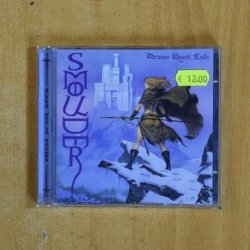 SMOULDER
Dream Quest Ends
€ 12.00